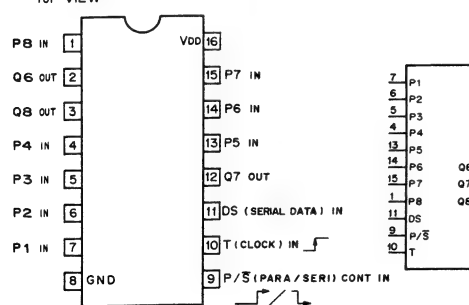 TOP VIEW
P8 IN 1
Q6 OUT 2
Q8 OUT 3
P4 IN 4
P3 IN 5
P2 IN 6
P1 IN 7
8 GND
VDD 16
15 P7 IN
14 P6 IN
13 P5 IN
12 Q7 OUT
11 DS (SERIAL DATA) IN
10 T (CLOCK) IN
9 P/S̅ (PARA / SERI) CONT IN
7 P1
6 P2
5 P3
4 P4
13 P5
14 P6 Q6
15 P7 Q7
1 P8 Q8
11 DS
9 P/S̅
10 T